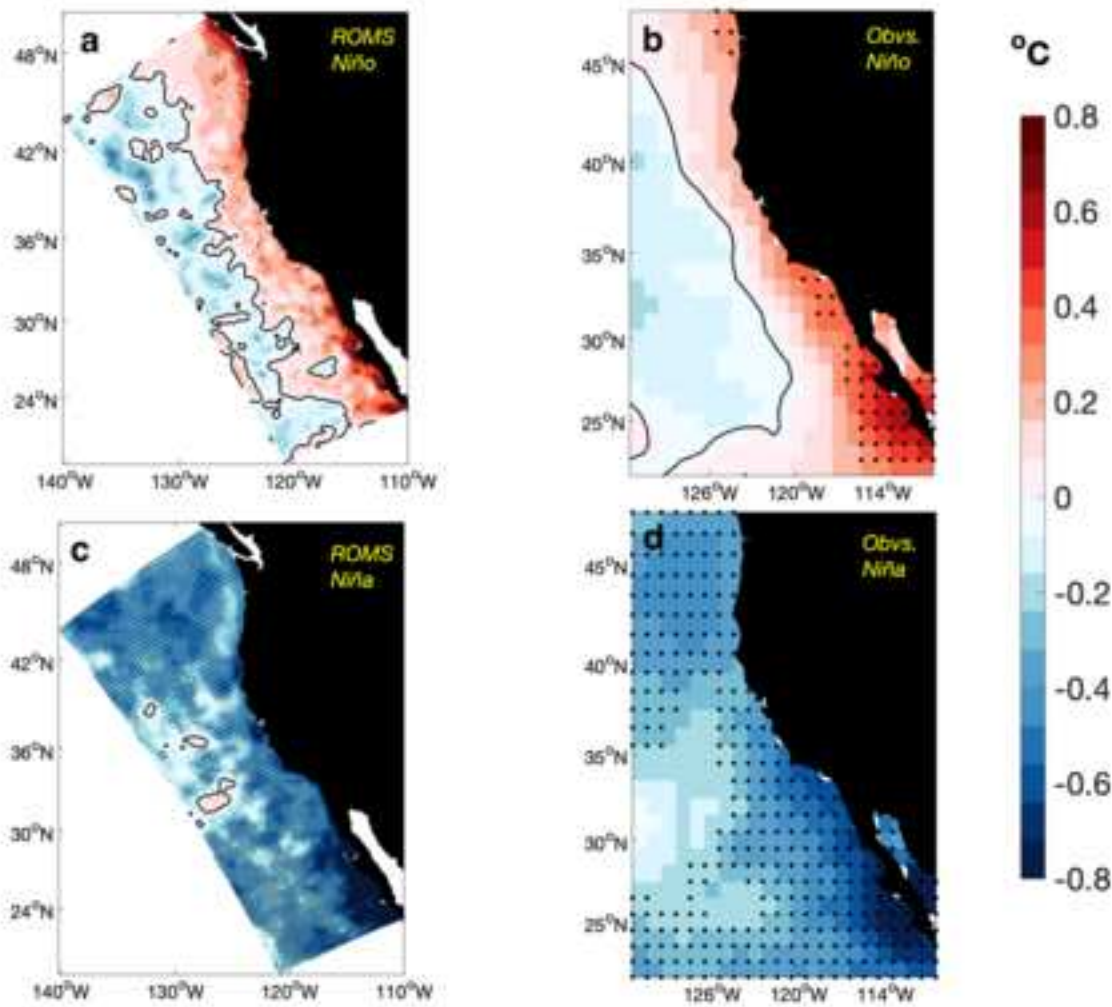 a
ROMS
Niño
48°N
42°N
36°N
30°N
24°N
140°W
130°W
120°W
110°W
b
Obvs.
Niño
45°N
40°N
35°N
30°N
25°N
126°W
120°W
114°W
°C
0.8
0.6
0.4
0.2
0
-0.2
-0.4
-0.6
-0.8
c
ROMS
Niña
48°N
42°N
36°N
30°N
24°N
140°W
130°W
120°W
110°W
d
Obvs.
Niña
45°N
40°N
35°N
30°N
25°N
126°W
120°W
114°W